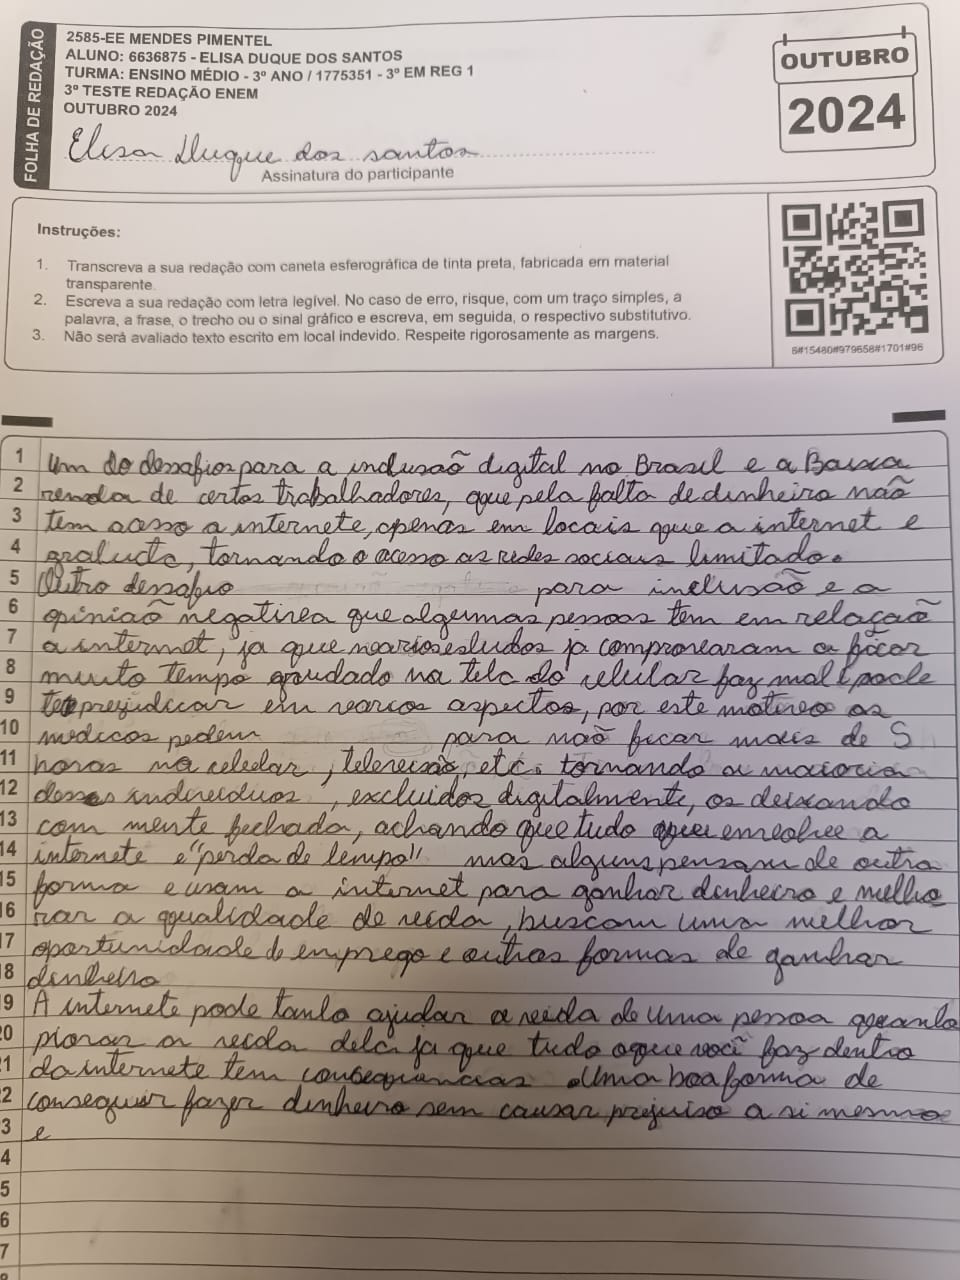 FOLHA DE REDAÇÃO
2585-EE MENDES PIMENTEL
ALUNO: 6636875 - ELISA DUQUE DOS SANTOS
TURMA: ENSINO MÉDIO - 3º ANO / 1775351 - 3º EM REG 1
3º TESTE REDAÇÃO ENEM
OUTUBRO 2024
Elisa Duque dos santos
Assinatura do participante
OUTUBRO
2024
Instruções:
1. Transcreva a sua redação com caneta esferográfica de tinta preta, fabricada em material
transparente.
2. Escreva a sua redação com letra legível. No caso de erro, risque, com um traço simples, a
palavra, a frase, o trecho ou o sinal gráfico e escreva, em seguida, o respectivo substitutivo.
3. Não será avaliado texto escrito em local indevido. Respeite rigorosamente as margens.
6#15480#979658#1701#96
1 Um do desafios para a inclusaõ digital no Brasil e a Baixa
2 renda de certos trabalhadores, que pela falta de dinheiro naõ
3 tem acesso a internete, apenas em locais que a internet e
4 gratuita, tornando o acesso as redes sociais limitado.
5 Outro desafio para inclusaõ e a
6 opiniaõ negativa que algumas pessoas tem em relaçaõ
7 a internet, ja que varios estudos ja comprovaram q ficar
8 muito tempo grudado na tela do celular faz mal e pode
9 te prejudicar em varios aspectos, por este motivo os
10 medicos pedem para naõ ficar mais de 5
11 horas no celular, televisaõ, etc. tornando a maioria
12 desses individuos, excluidos digitalmente, os deixando
13 com mente fechada, achando que tudo que envolve a
14 internete e "perda de tempo" mas alguns pensam de outra
15 forma e usam a internet para ganhar dinheiro e melho
16 rar a qualidade de vida, buscam uma melhor
17 oportunidade de emprego e outras formas de ganhar
8 dinheiro
9 A internete pode tanto ajudar a vida de uma pessoa quanto
20 piorar a vida dela ja que tudo oque você faz dentro
21 da internete tem consequências. Uma boa forma de
2 conseguir fazer dinheiro sem causar prejuiso a si mesmo
3 e
4
5
6
7